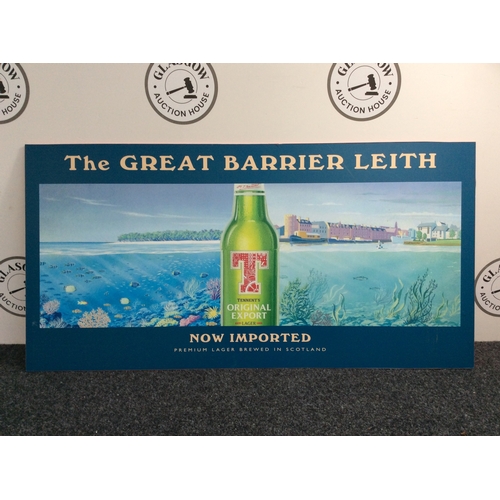 GLASGOW
AUCTION HOUSE
GLASGOW
AUCTION HOUSE
The GREAT BARRIER LEITH
T
TENNENT'S
ORIGINAL
EXPORT
LAGER
NOW IMPORTED
PREMIUM LAGER BREWED IN SCOTLAND